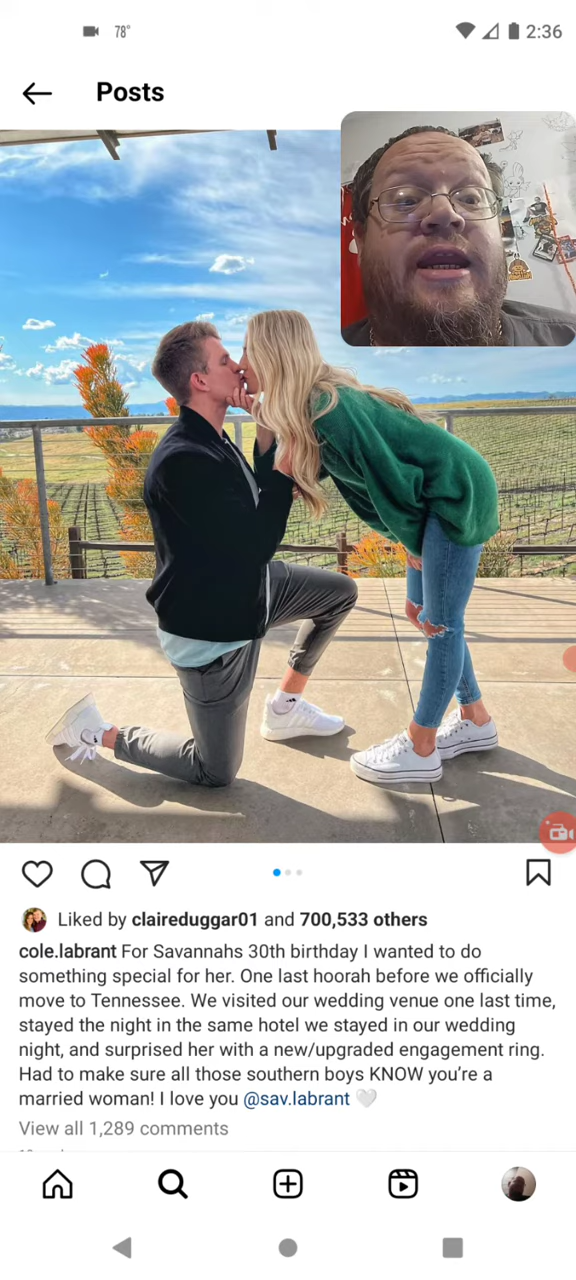 78° 2:36
Posts
Liked by claireduggar01 and 700,533 others
cole.labrant For Savannahs 30th birthday I wanted to do
something special for her. One last hoorah before we officially
move to Tennessee. We visited our wedding venue one last time,
stayed the night in the same hotel we stayed in our wedding
night, and surprised her with a new/upgraded engagement ring.
Had to make sure all those southern boys KNOW you're a
married woman! I love you @sav.labrant 🤍
View all 1,289 comments